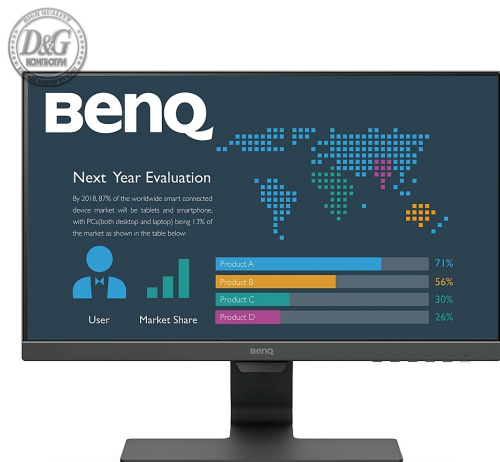 HIGH QUALITY
D&G
КОМПЮТРИ
BENQ
Next Year Evaluation
By 2018, 87% of the worldwide smart connected
device market will be tablets and smartphone,
with PCs(both desktop and laptop) being 13% of
the market as shown in the table below:
User
Market Share
Product A 71%
Product B 56%
Product C 30%
Product D 26%
BENQ